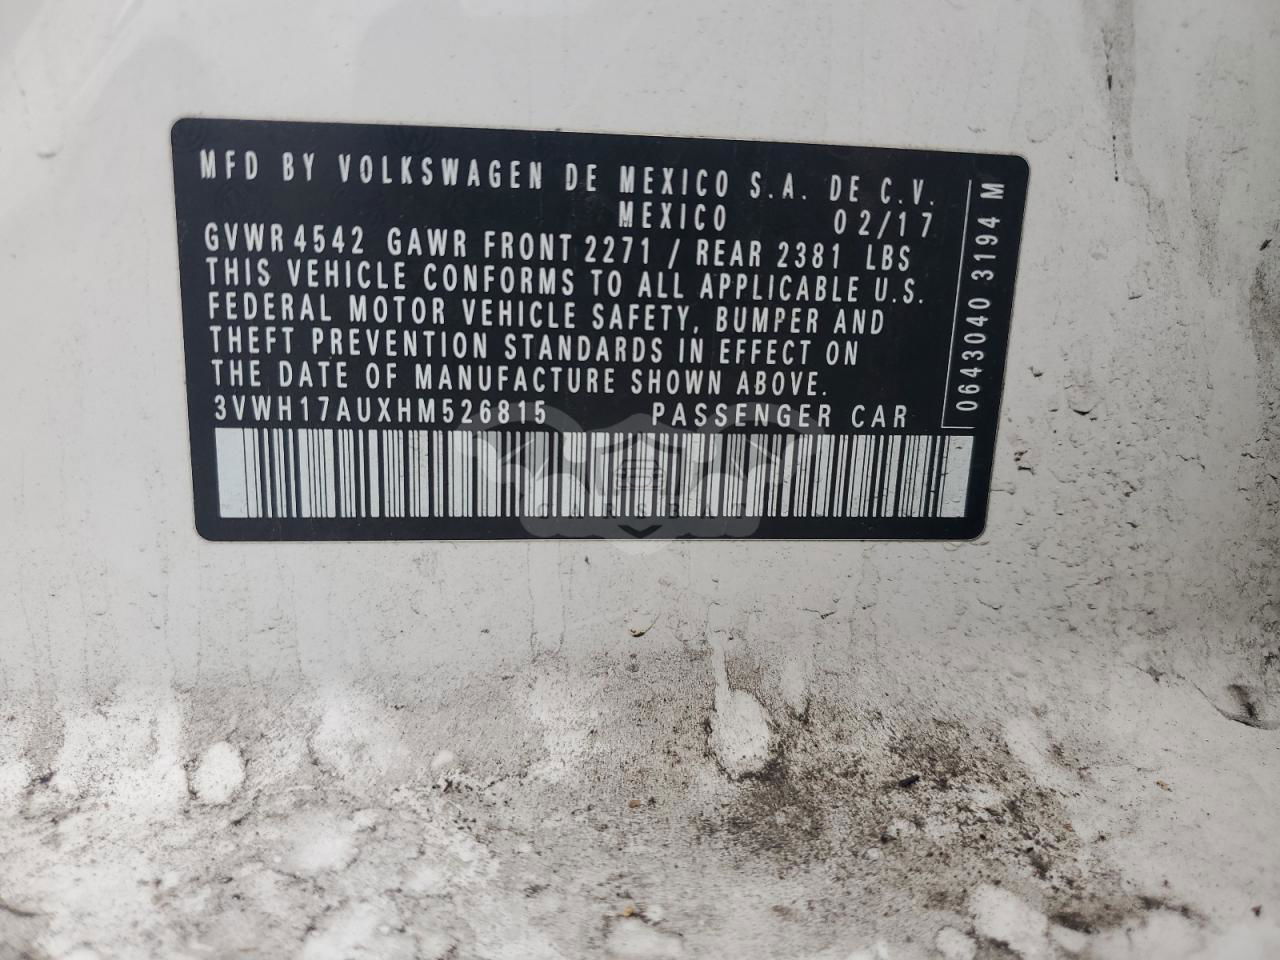 MFD BY VOLKSWAGEN DE MEXICO S.A. DE C.V.
MEXICO 02/17
GVWR 4542 GAWR FRONT 2271 / REAR 2381 LBS
THIS VEHICLE CONFORMS TO ALL APPLICABLE U.S.
FEDERAL MOTOR VEHICLE SAFETY, BUMPER AND
THEFT PREVENTION STANDARDS IN EFFECT ON
THE DATE OF MANUFACTURE SHOWN ABOVE.
3VWH17AUXHM526815 PASSENGER CAR
0643040 3194 M
CARSBAT